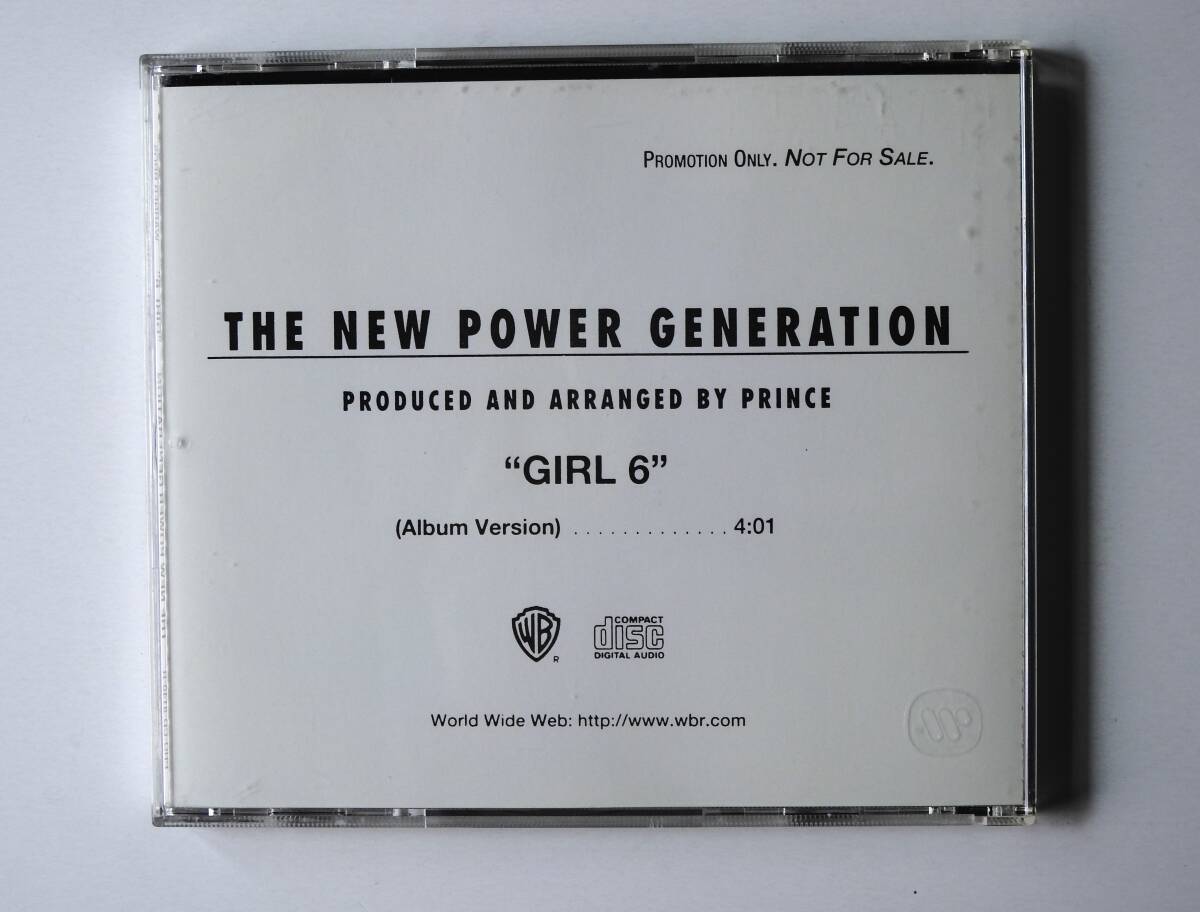 PROMOTION ONLY. NOT FOR SALE.
THE NEW POWER GENERATION
PRODUCED AND ARRANGED BY PRINCE
“GIRL 6”
(Album Version) ............. 4:01
WB
R
COMPACT
disc
DIGITAL AUDIO
World Wide Web: http://www.wbr.com